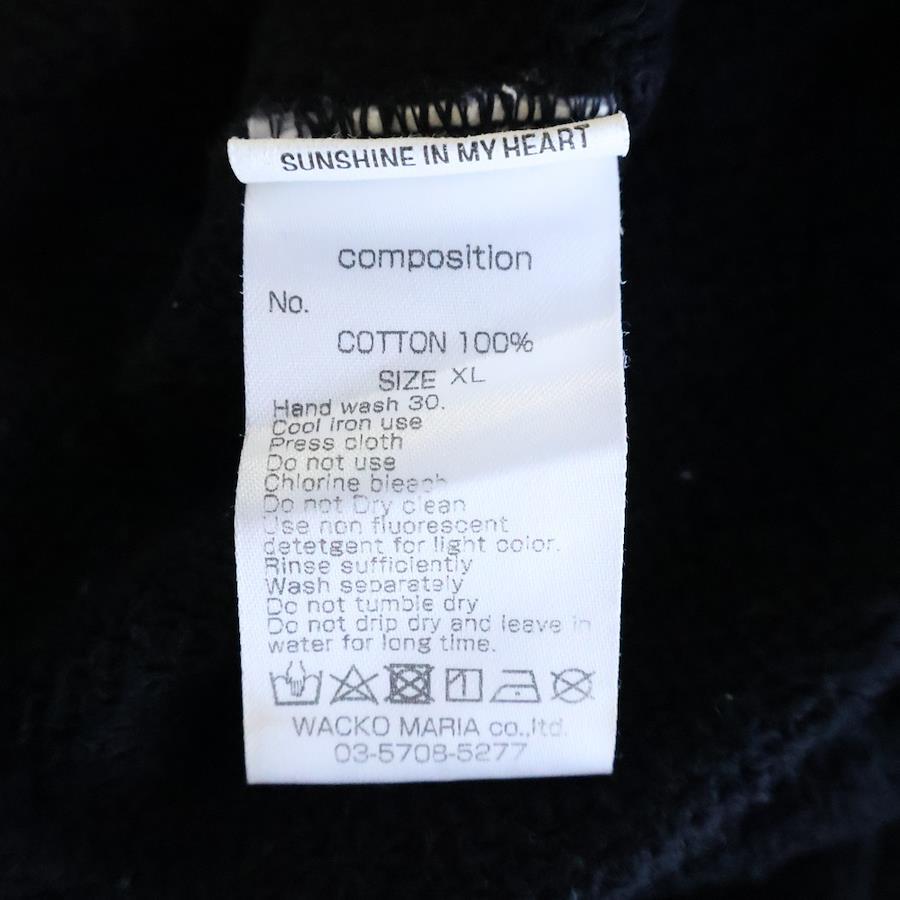 SUNSHINE IN MY HEART
composition
No.
COTTON 100%
SIZE XL
Hand wash 30.
Cool iron use
Press cloth
Do not use
Chlorine bleach
Do not Dry clean
Use non fluorescent
detetgent for light color.
Rinse sufficiently
Wash separately
Do not tumble dry
Do not drip dry and leave in
water for long time.
WACKO MARIA co.,ltd.
03-5708-5277